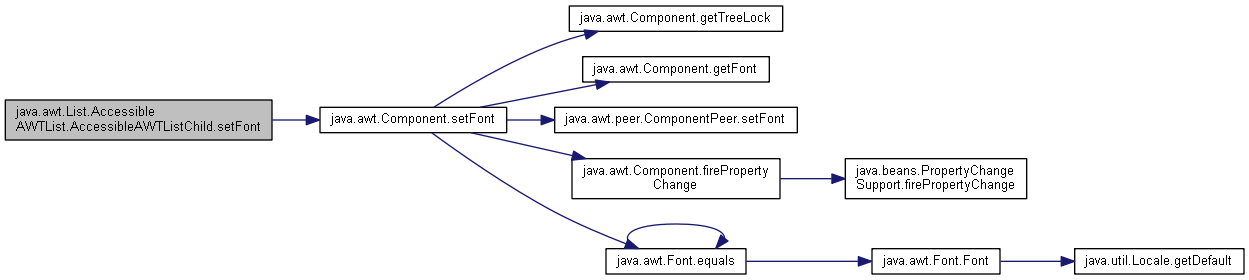 java.awt.Component.getTreeLock
java.awt.Component.getFont
java.awt.List.Accessible
AWTList.AccessibleAWTListChild.setFont
java.awt.Component.setFont
java.awt.peer.ComponentPeer.setFont
java.awt.Component.fireProperty
Change
java.beans.PropertyChange
Support.firePropertyChange
java.awt.Font.equals
java.awt.Font.Font
java.util.Locale.getDefault